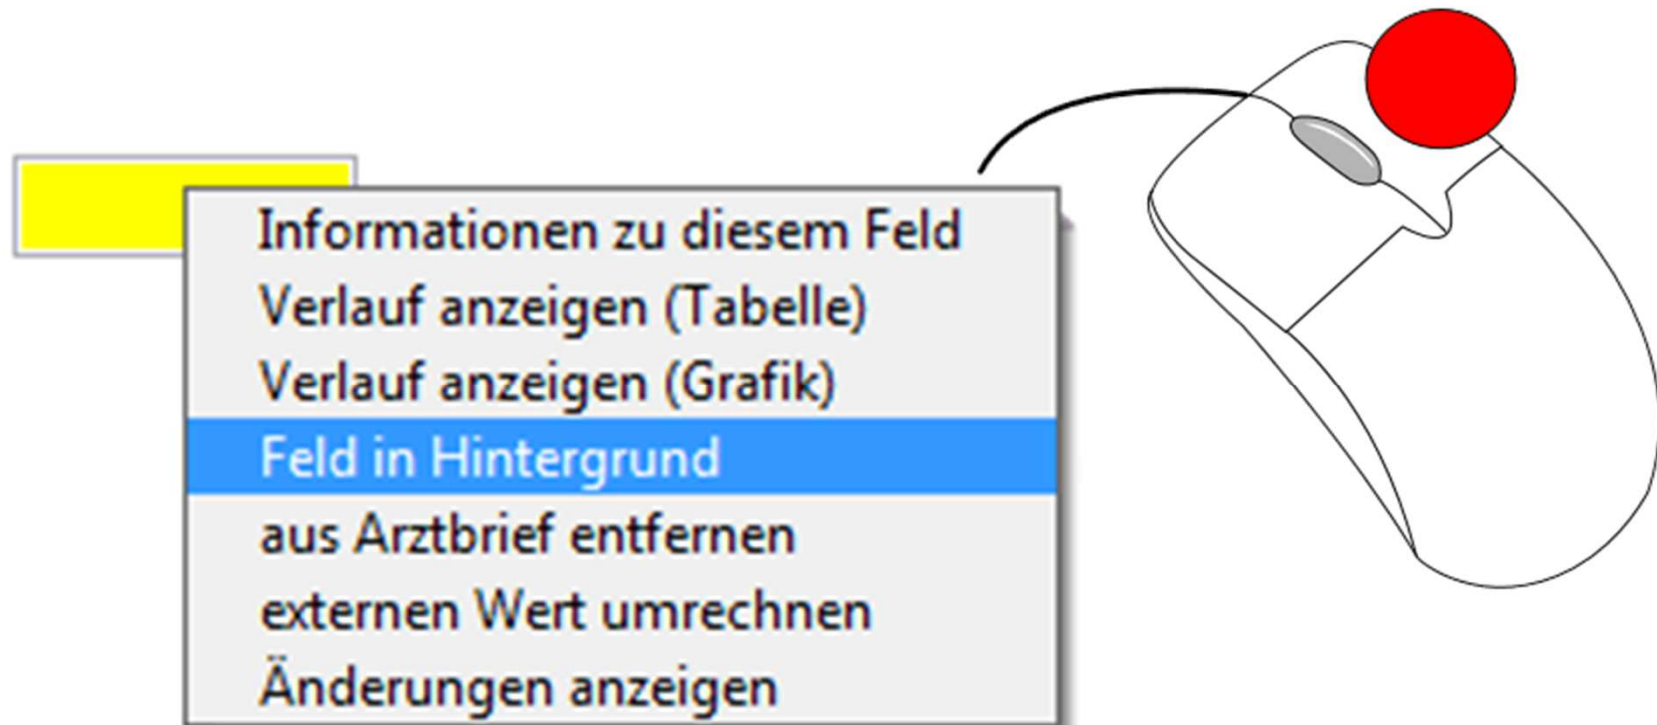 Informationen zu diesem Feld
Verlauf anzeigen (Tabelle)
Verlauf anzeigen (Grafik)
Feld in Hintergrund
aus Arztbrief entfernen
externen Wert umrechnen
Änderungen anzeigen